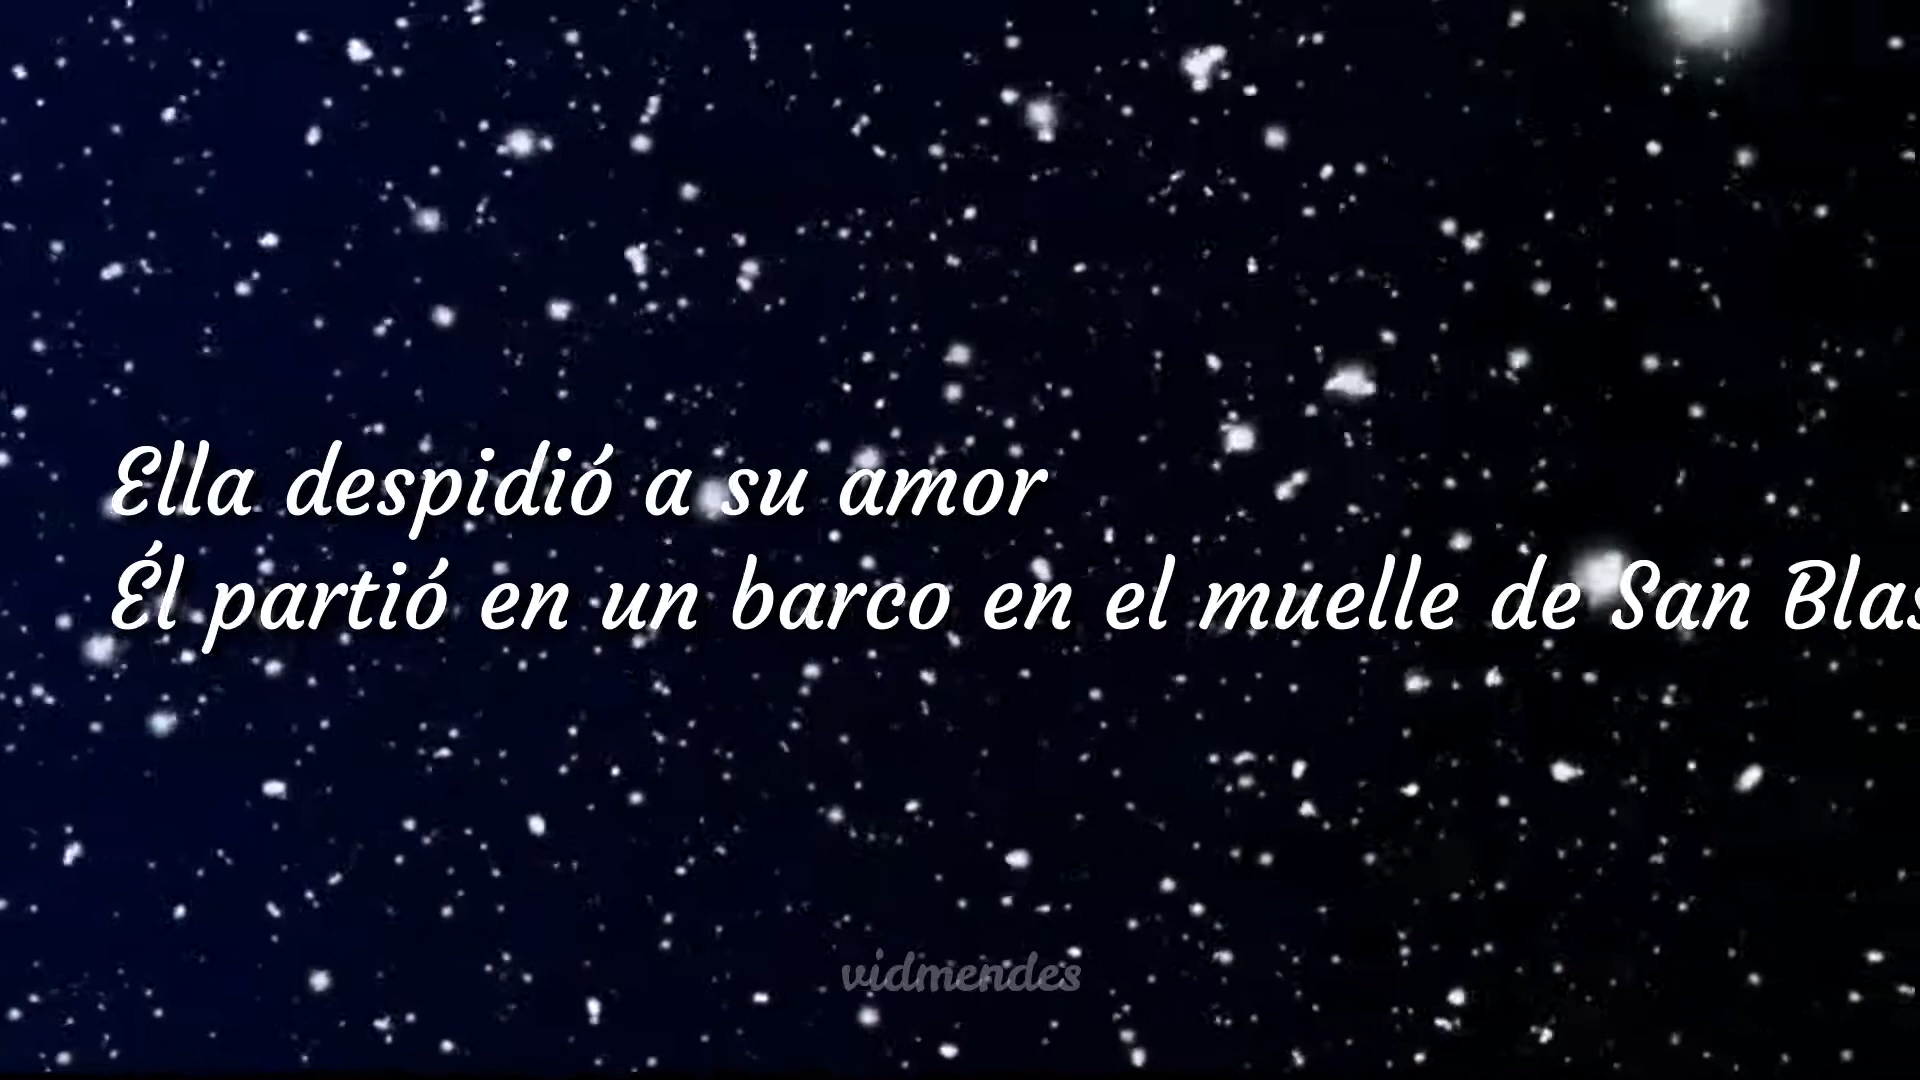 Ella despidió a su amor
Él partió en un barco en el muelle de San Blas
vidmendes